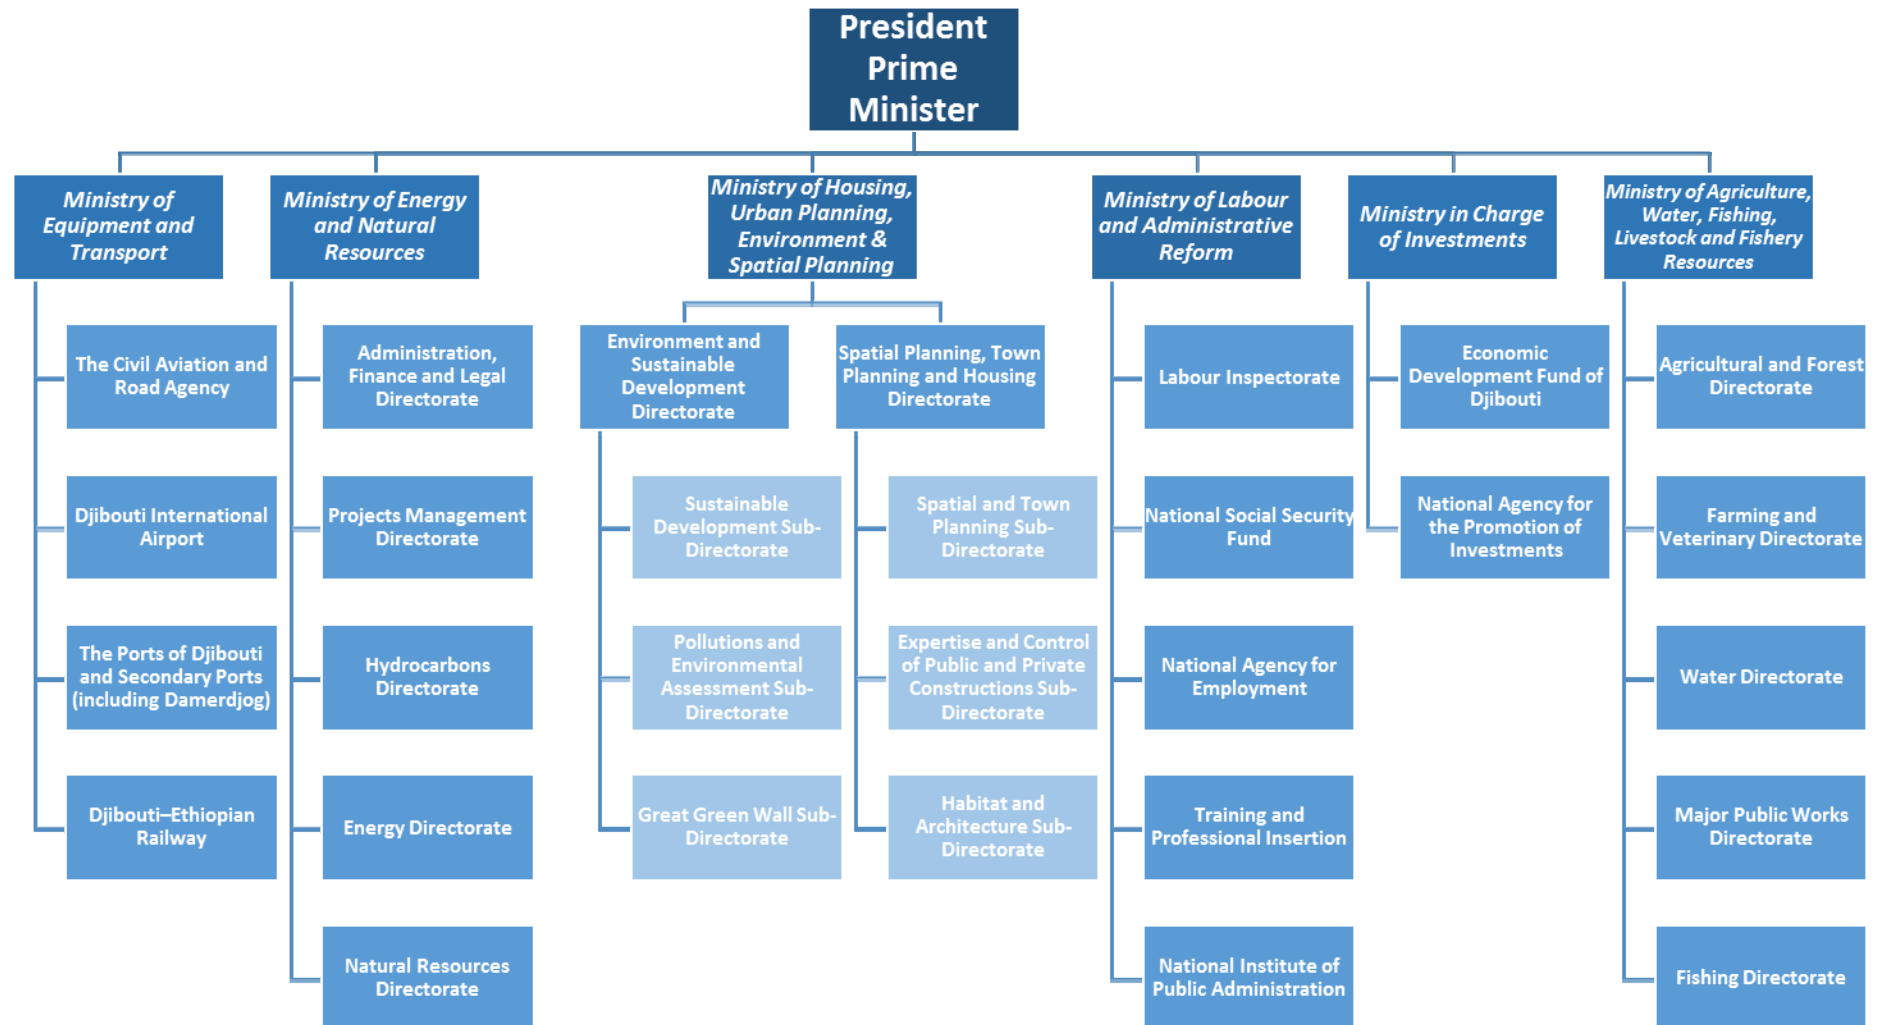 President
Prime
Minister
Ministry of
Equipment and
Transport
Ministry of Energy
and Natural
Resources
Ministry of Housing,
Urban Planning,
Environment &
Spatial Planning
Ministry of Labour
and Administrative
Reform
Ministry in Charge
of Investments
Ministry of Agriculture,
Water, Fishing,
Livestock and Fishery
Resources
The Civil Aviation and
Road Agency
Djibouti International
Airport
The Ports of Djibouti
and Secondary Ports
(including Damerdjog)
Djibouti–Ethiopian
Railway
Administration,
Finance and Legal
Directorate
Projects Management
Directorate
Hydrocarbons
Directorate
Energy Directorate
Natural Resources
Directorate
Environment and
Sustainable
Development
Directorate
Sustainable
Development Sub-
Directorate
Pollutions and
Environmental
Assessment Sub-
Directorate
Great Green Wall Sub-
Directorate
Spatial Planning, Town
Planning and Housing
Directorate
Spatial and Town
Planning Sub-
Directorate
Expertise and Control
of Public and Private
Constructions Sub-
Directorate
Habitat and
Architecture Sub-
Directorate
Labour Inspectorate
National Social Security
Fund
National Agency for
Employment
Training and
Professional Insertion
National Institute of
Public Administration
Economic
Development Fund of
Djibouti
National Agency for
the Promotion of
Investments
Agricultural and Forest
Directorate
Farming and
Veterinary Directorate
Water Directorate
Major Public Works
Directorate
Fishing Directorate